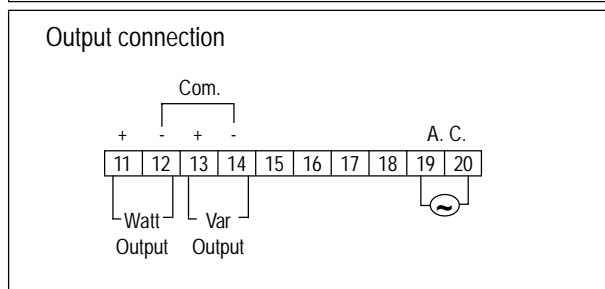 Output connection
Com.
+ - + - A. C.
11 12 13 14 15 16 17 18 19 20
Watt Var
Output Output